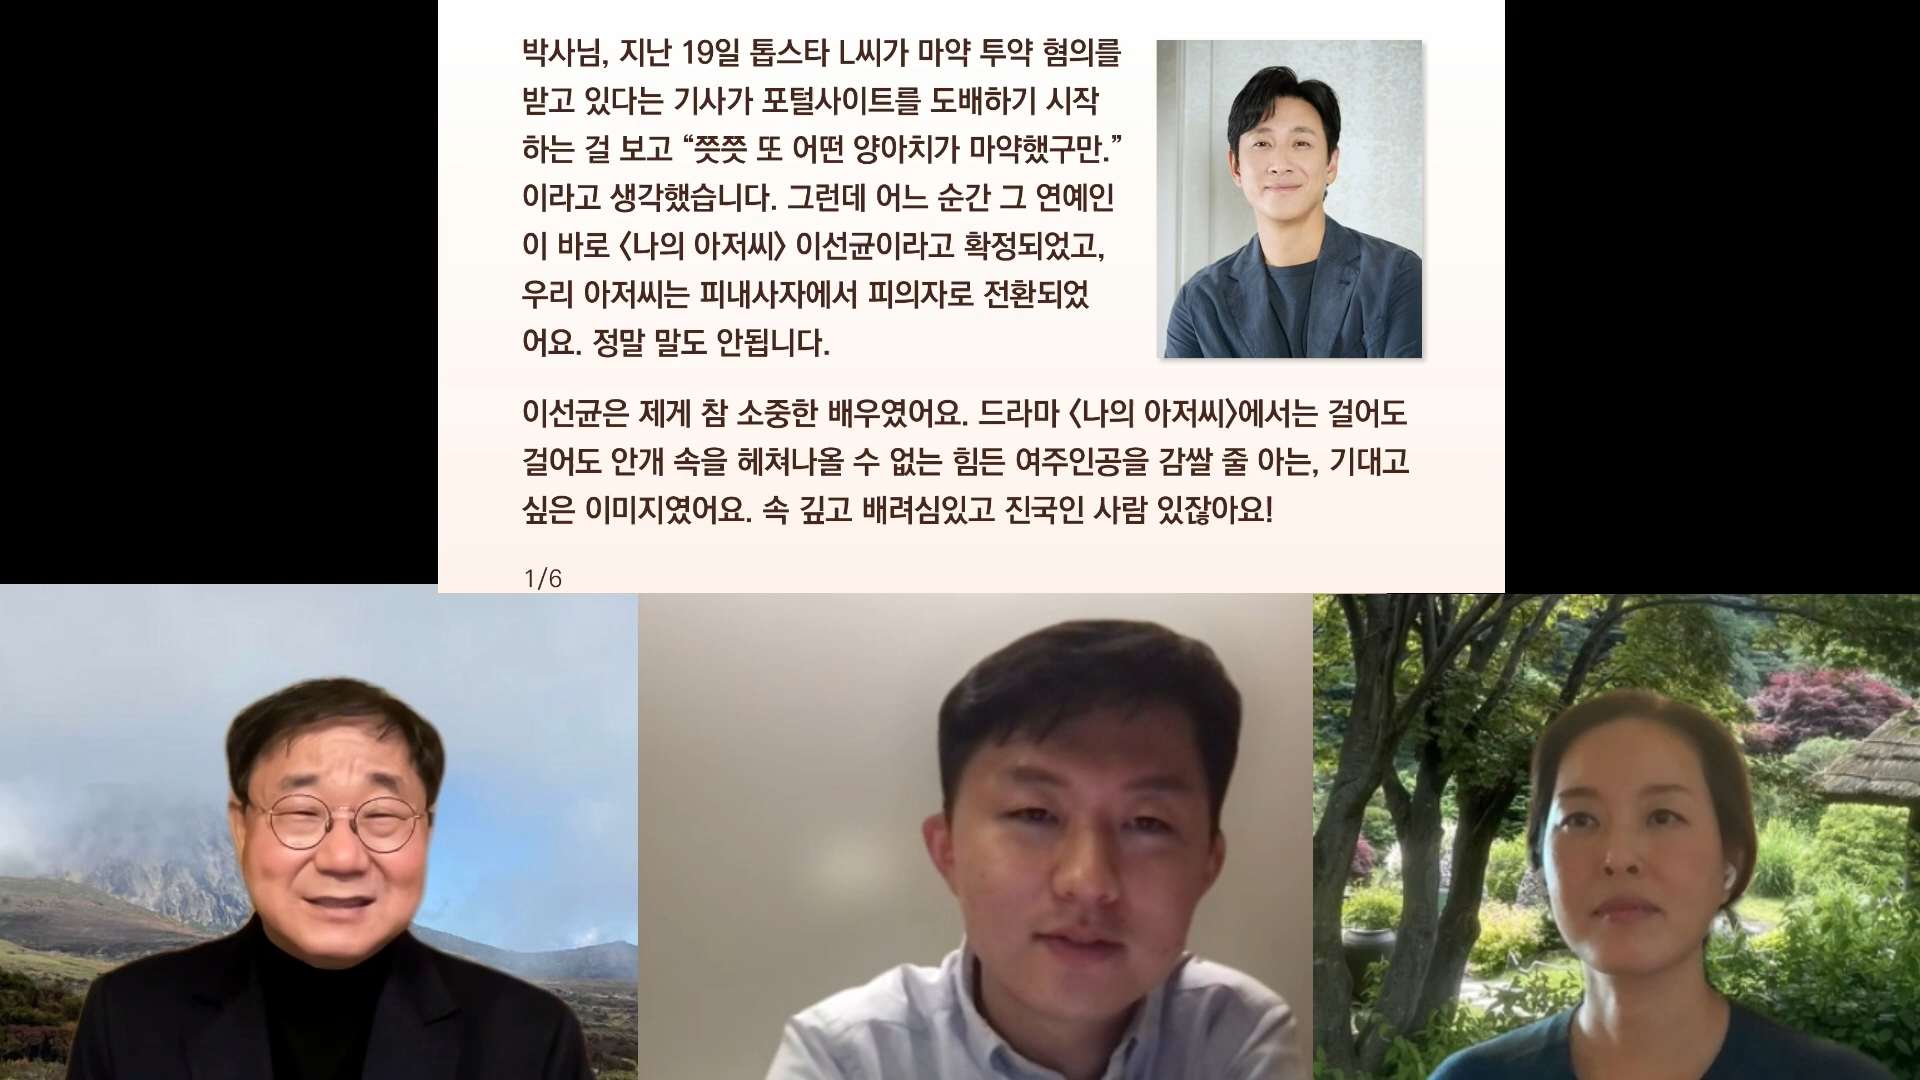 박사님, 지난 19일 톱스타 L씨가 마약 투약 혐의를
받고 있다는 기사가 포털사이트를 도배하기 시작
하는 걸 보고 “쯧쯧 또 어떤 양아치가 마약했구만.”
이라고 생각했습니다. 그런데 어느 순간 그 연예인
이 바로 〈나의 아저씨〉 이선균이라고 확정되었고,
우리 아저씨는 피내사자에서 피의자로 전환되었
어요. 정말 말도 안됩니다.
이선균은 제게 참 소중한 배우였어요. 드라마 〈나의 아저씨〉에서는 걸어도
걸어도 안개 속을 헤쳐나올 수 없는 힘든 여주인공을 감쌀 줄 아는, 기대고
싶은 이미지였어요. 속 깊고 배려심있고 진국인 사람 있잖아요!
1/6